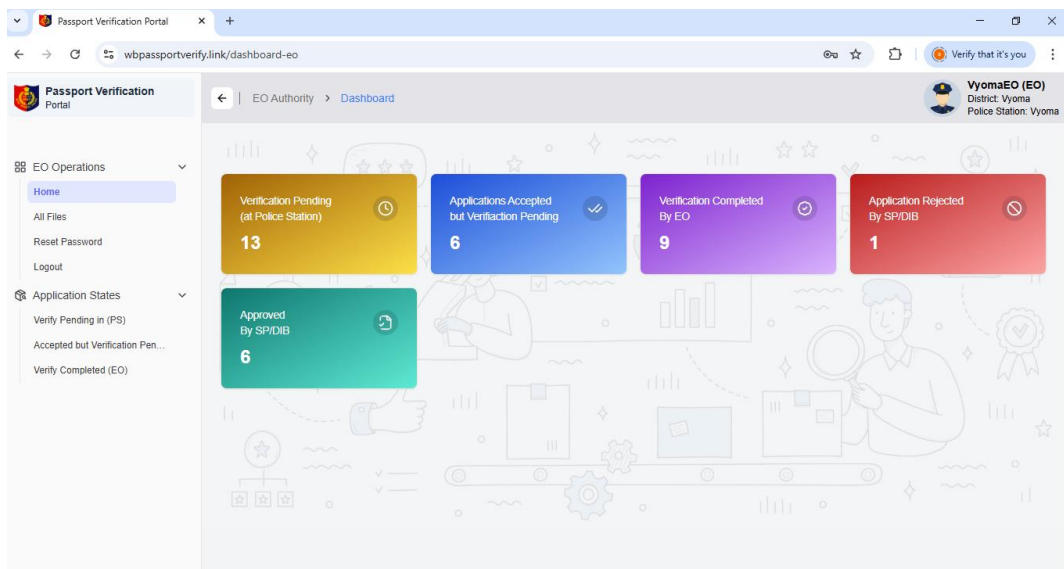 Passport Verification Portal
wbpassportverify.link/dashboard-eo
Verify that it's you
Passport Verification
Portal
EO Authority > Dashboard
VyomaEO (EO)
District: Vyoma
Police Station: Vyoma
EO Operations
Home
All Files
Reset Password
Logout
Application States
Verify Pending in (PS)
Accepted but Verification Pen...
Verify Completed (EO)
Verification Pending
(at Police Station)
13
Applications Accepted
but Verifiaction Pending
6
Verification Completed
By EO
9
Application Rejected
By SP/DIB
1
Approved
By SP/DIB
6